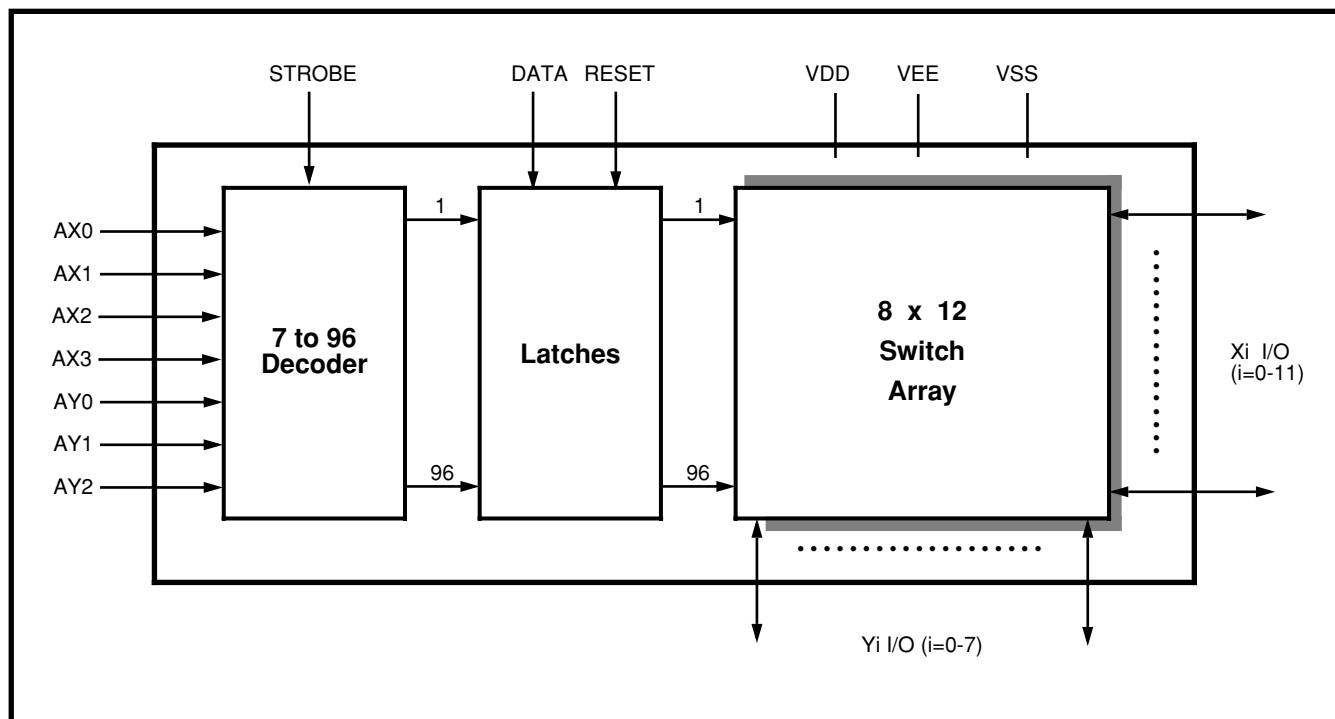 STROBE
DATA
RESET
VDD
VEE
VSS
AX0
AX1
AX2
AX3
AY0
AY1
AY2
7 to 96
Decoder
1
96
Latches
1
96
8 x 12
Switch
Array
Xi I/O
(i=0-11)
Yi I/O (i=0-7)